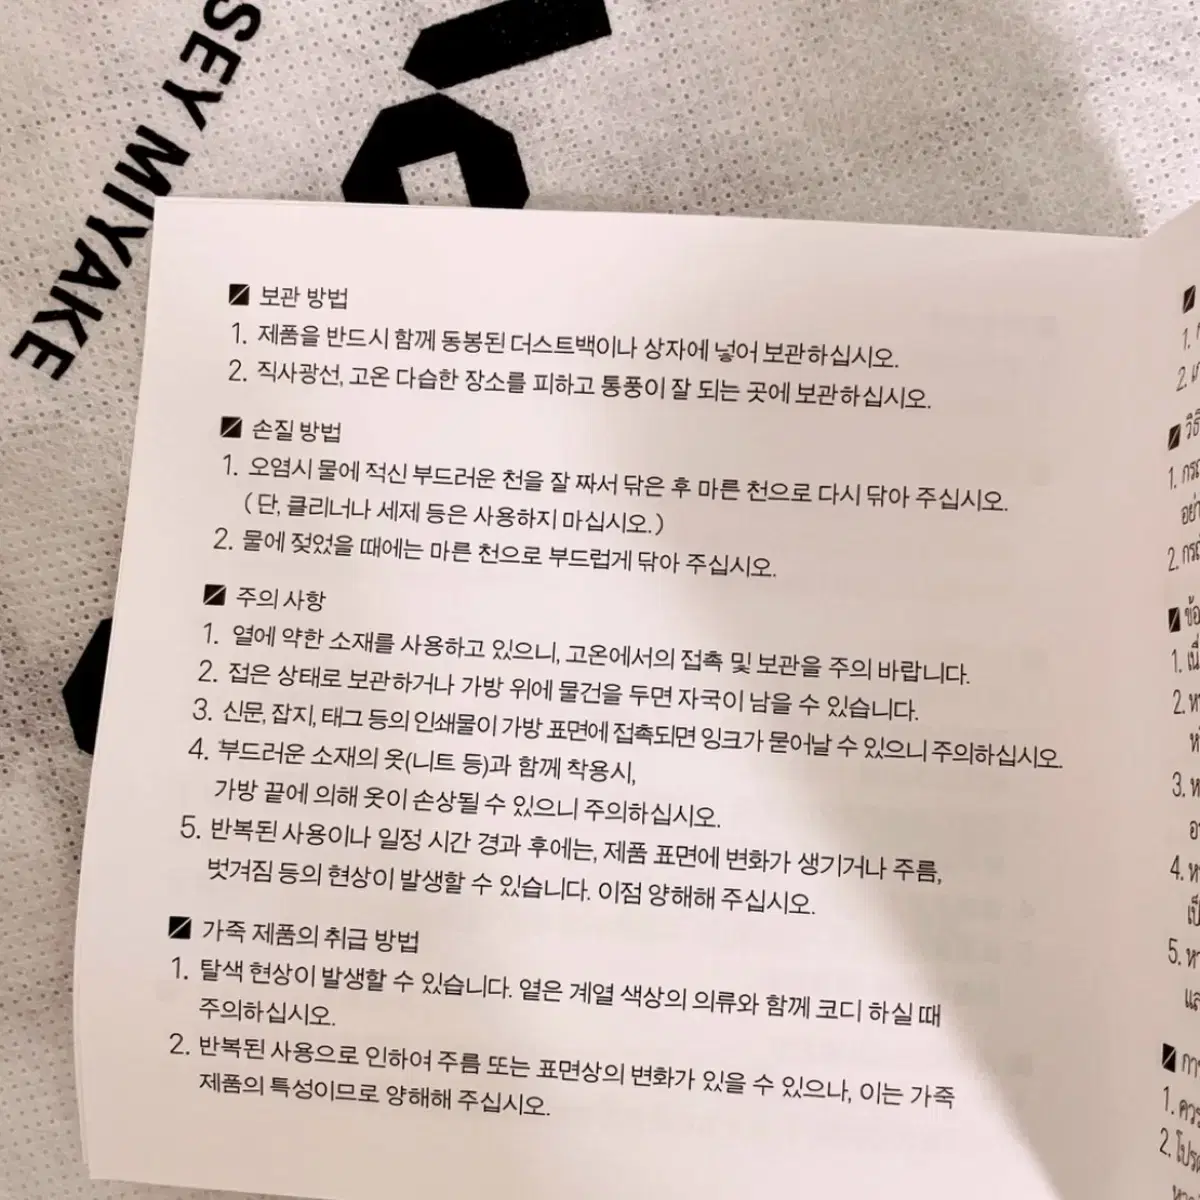 SEY MIYAKE
보관 방법
1. 제품을 반드시 함께 동봉된 더스트백이나 상자에 넣어 보관하십시오.
2. 직사광선, 고온 다습한 장소를 피하고 통풍이 잘 되는 곳에 보관하십시오.
손질 방법
1. 오염시 물에 적신 부드러운 천을 잘 짜서 닦은 후 마른 천으로 다시 닦아 주십시오.
( 단, 클리너나 세제 등은 사용하지 마십시오. )
2. 물에 젖었을 때에는 마른 천으로 부드럽게 닦아 주십시오.
주의 사항
1. 열에 약한 소재를 사용하고 있으니, 고온에서의 접촉 및 보관을 주의 바랍니다.
2. 접은 상태로 보관하거나 가방 위에 물건을 두면 자국이 남을 수 있습니다.
3. 신문, 잡지, 태그 등의 인쇄물이 가방 표면에 접촉되면 잉크가 묻어날 수 있으니 주의하십시오.
4. 부드러운 소재의 옷(니트 등)과 함께 착용시,
가방 끝에 의해 옷이 손상될 수 있으니 주의하십시오.
5. 반복된 사용이나 일정 시간 경과 후에는, 제품 표면에 변화가 생기거나 주름,
벗겨짐 등의 현상이 발생할 수 있습니다. 이점 양해해 주십시오.
가죽 제품의 취급 방법
1. 탈색 현상이 발생할 수 있습니다. 옅은 계열 색상의 의류와 함께 코디 하실 때
주의하십시오.
2. 반복된 사용으로 인하여 주름 또는 표면상의 변화가 있을 수 있으나, 이는 가죽
제품의 특성이므로 양해해 주십시오.
1.
2.
1.
2.
1.
2.
3.
4.
5.
1.
2.